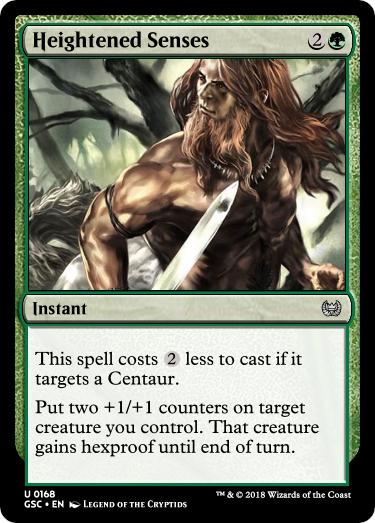 Heightened Senses 2
Instant
This spell costs 2 less to cast if it
targets a Centaur.
Put two +1/+1 counters on target
creature you control. That creature
gains hexproof until end of turn.
U 0168
GSC • EN Legend of the Cryptids
™ & © 2018 Wizards of the Coast